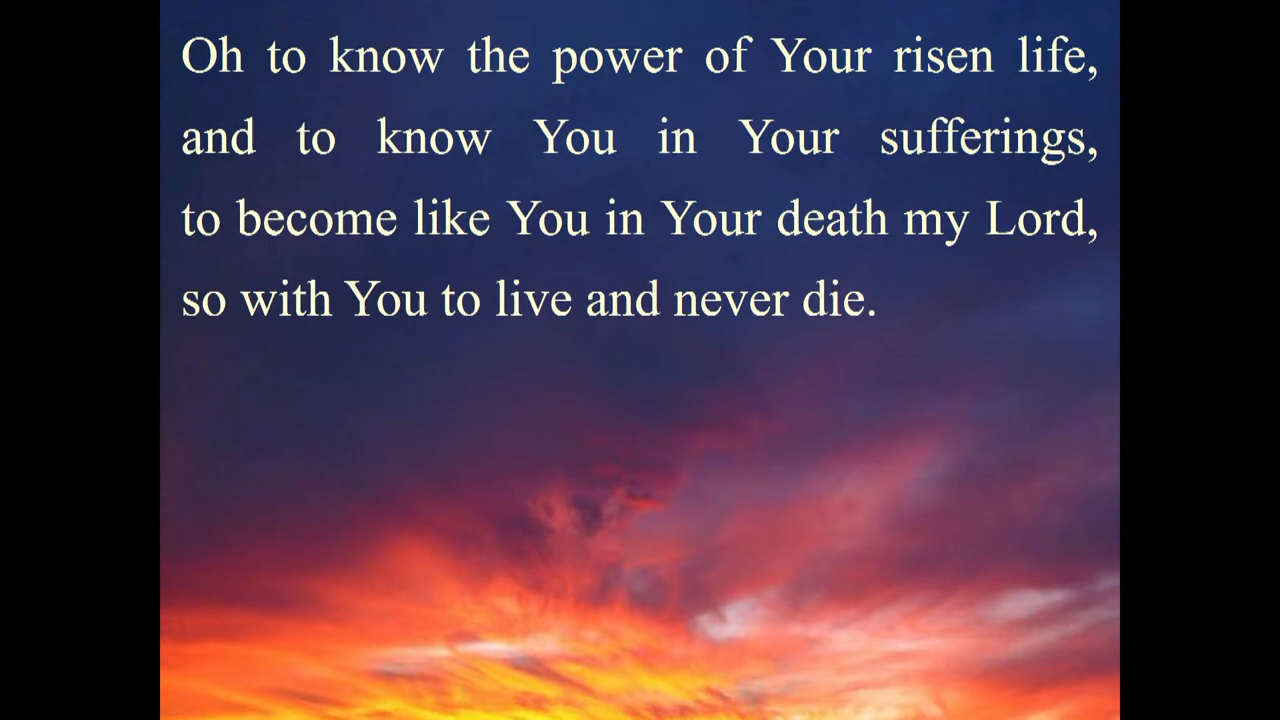 Oh to know the power of Your risen life,
and to know You in Your sufferings,
to become like You in Your death my Lord,
so with You to live and never die.